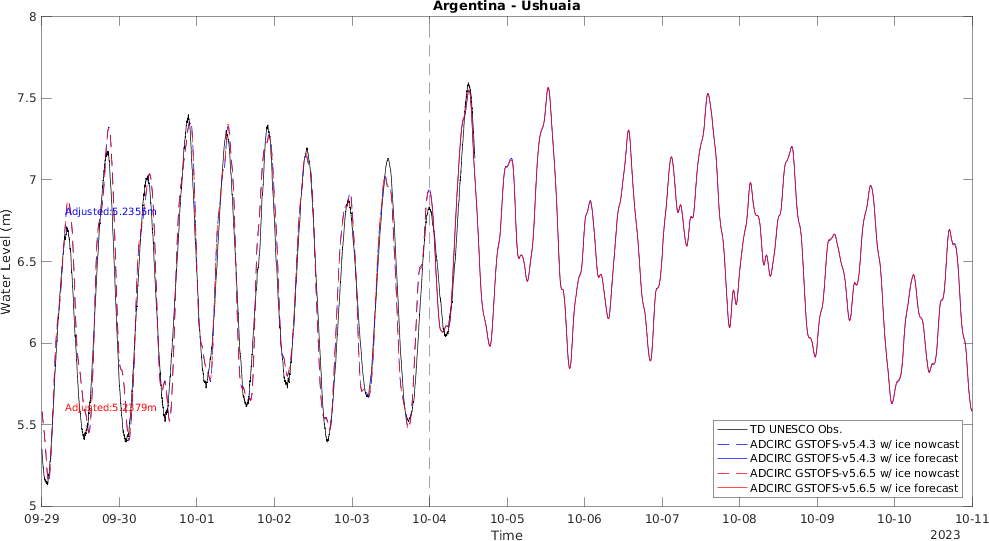 Argentina - Ushuaia
8
7.5
7
6.5
6
5.5
5
Water Level (m)
Adjusted:5.2355m
Adjusted:5.2379m
TD UNESCO Obs.
ADCIRC GSTOFS-v5.4.3 w/ ice nowcast
ADCIRC GSTOFS-v5.4.3 w/ ice forecast
ADCIRC GSTOFS-v5.6.5 w/ ice nowcast
ADCIRC GSTOFS-v5.6.5 w/ ice forecast
09-29 09-30 10-01 10-02 10-03 10-04 10-05 10-06 10-07 10-08 10-09 10-10 10-11
Time
2023